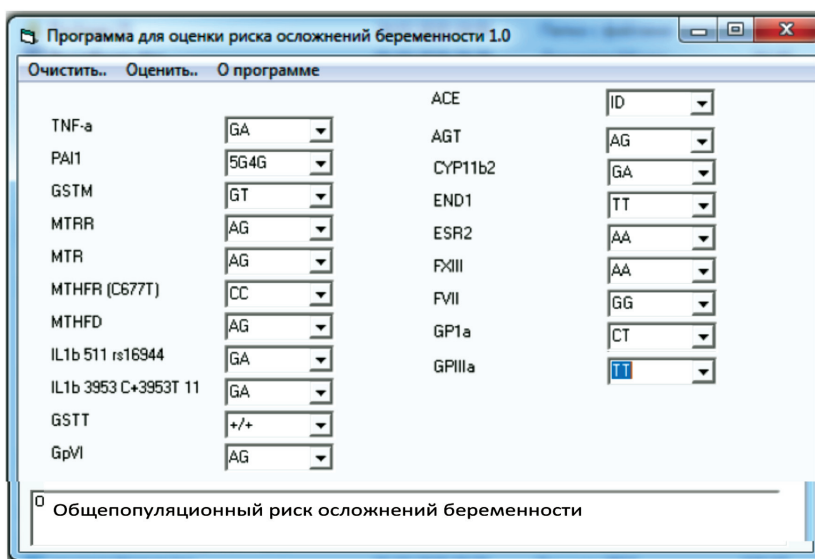 Программа для оценки риска осложнений беременности 1.0
Очистить.. Оценить.. О программе
TNF-a GA
PAI1 5G4G
GSTM GT
MTRR AG
MTR AG
MTHFR (C677T) CC
MTHFD AG
IL1b 511 rs16944 GA
IL1b 3953 C+3953T 11 GA
GSTT +/+
GpVI AG
ACE ID
AGT AG
CYP11b2 GA
END1 TT
ESR2 AA
FXIII AA
FVII GG
GP1a CT
GPIIIa TT
0 Общепопуляционный риск осложнений беременности